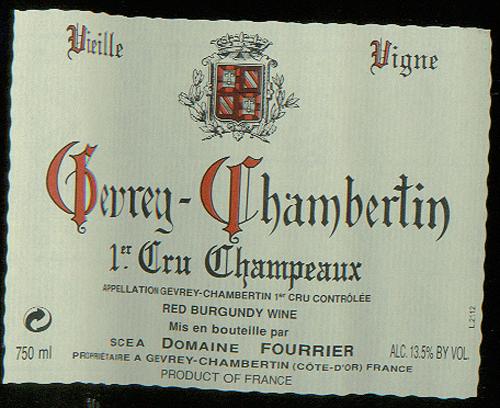 Vieille Vigne
Gevrey-Chambertin
1er Cru Champeaux
APPELLATION GEVREY-CHAMBERTIN 1er CRU CONTRÔLÉE
RED BURGUNDY WINE
Mis en bouteille par
SCEA DOMAINE FOURRIER
750 ml
ALC. 13.5% BY VOL.
PROPRIÉTAIRE A GEVREY-CHAMBERTIN (CÔTE-D'OR) FRANCE
PRODUCT OF FRANCE
L 2112